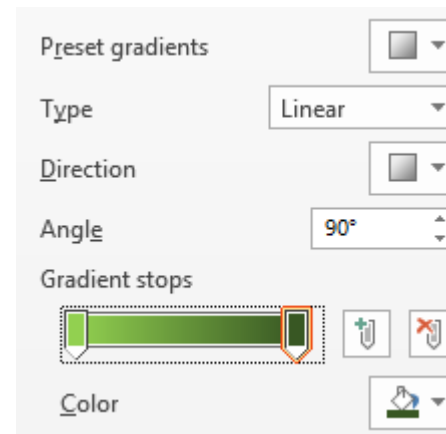 Preset gradients
Type Linear
Direction
Angle 90°
Gradient stops
Color